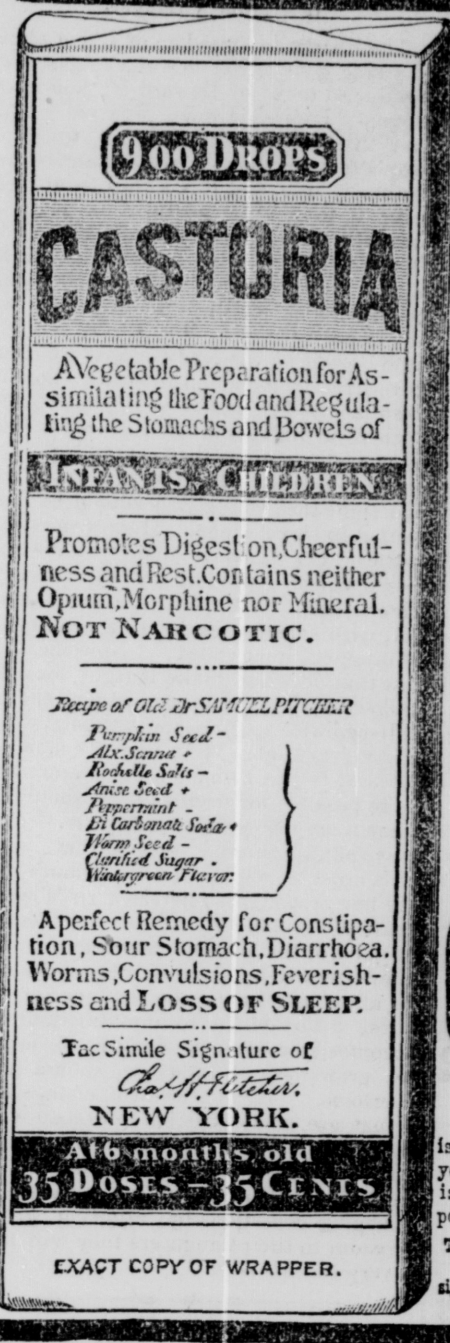 900 DROPS
CASTORIA
A Vegetable Preparation for As-
similating the Food and Regula-
ting the Stomachs and Bowels of
INFANTS, CHILDREN
Promotes Digestion, Cheerful-
ness and Rest. Contains neither
Opium, Morphine nor Mineral.
NOT NARCOTIC.
Recipe of Old Dr SAMUEL PITCHER
Pumpkin Seed -
Alx. Senna +
Rochelle Salts -
Anise Seed +
Peppermint -
Bi Carbonate Soda +
Worm Seed -
Clarified Sugar .
Wintergreen Flavor.
A perfect Remedy for Constipa-
tion, Sour Stomach, Diarrhoea,
Worms, Convulsions, Feverish-
ness and LOSS OF SLEEP.
Fac Simile Signature of
Chas. H. Fletcher.
NEW YORK.
At 6 months old
35 DOSES - 35 CENTS
EXACT COPY OF WRAPPER.